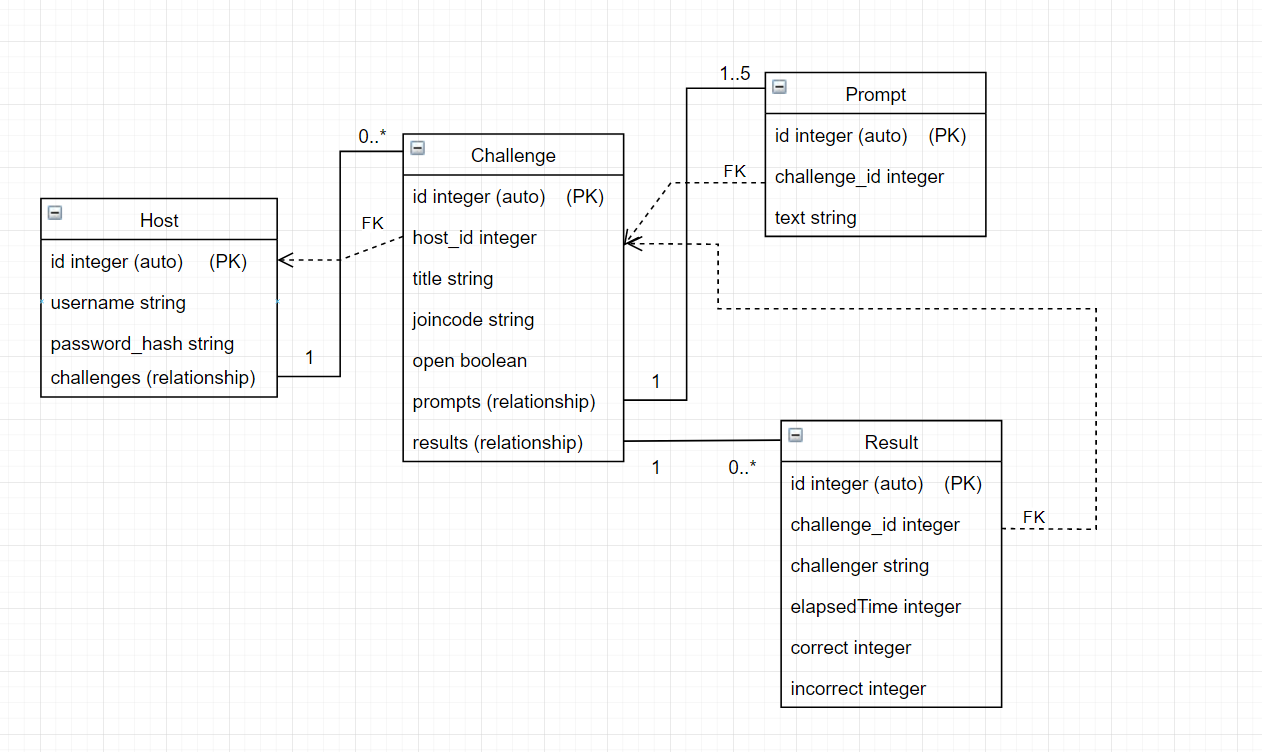 Host
id integer (auto) (PK)
username string
password_hash string
challenges (relationship)
1
0..*
FK
Challenge
id integer (auto) (PK)
host_id integer
title string
joincode string
open boolean
prompts (relationship)
results (relationship)
1
1..5
FK
Prompt
id integer (auto) (PK)
challenge_id integer
text string
1
0..*
Result
id integer (auto) (PK)
challenge_id integer
challenger string
elapsedTime integer
correct integer
incorrect integer
FK